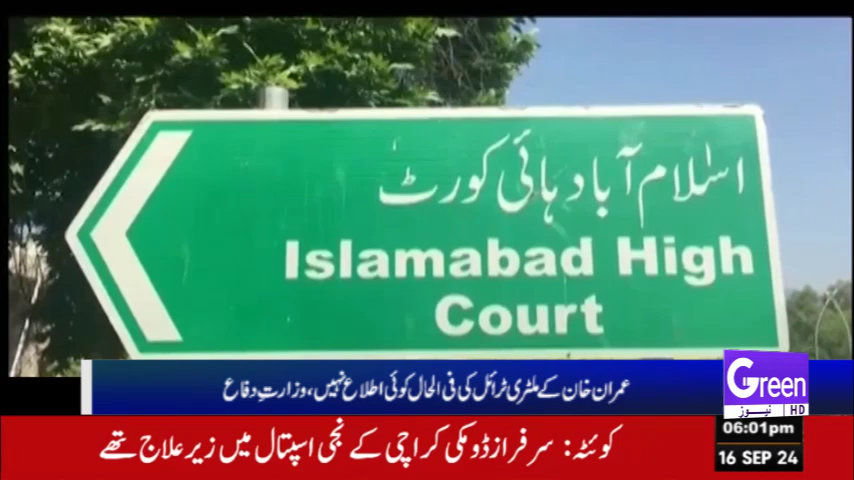 اسلام آباد ہائی کورٹ
Islamabad High
Court
عمران خان کے ملٹری ٹرائل کی فی الحال کوئی اطلاع نہیں، وزارتِ دفاع
Green
نیوز HD
کوئٹہ: سرفراز ڈومکی کراچی کے نجی اسپتال میں زیر علاج تھے
06:01pm
16 SEP 24